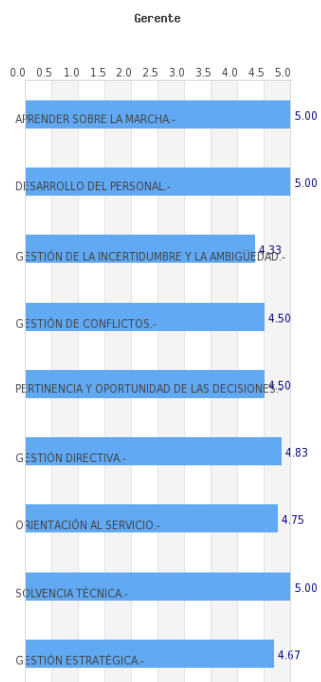 Gerente
0.0 0.5 1.0 1.5 2.0 2.5 3.0 3.5 4.0 4.5 5.0
APRENDER SOBRE LA MARCHA.- 5.00
DESARROLLO DEL PERSONAL.- 5.00
GESTIÓN DE LA INCERTIDUMBRE Y LA AMBIGÜEDAD.- 4.33
GESTIÓN DE CONFLICTOS.- 4.50
PERTINENCIA Y OPORTUNIDAD DE LAS DECISIONES.- 4.50
GESTIÓN DIRECTIVA.- 4.83
ORIENTACIÓN AL SERVICIO.- 4.75
SOLVENCIA TÉCNICA.- 5.00
GESTIÓN ESTRATÉGICA.- 4.67